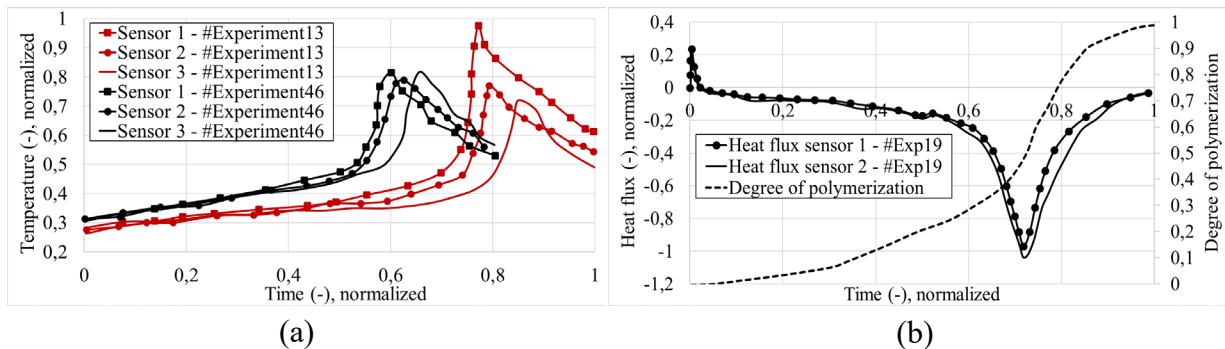 Temperature (-), normalized
1
0,9
0,8
0,7
0,6
0,5
0,4
0,3
0,2
Sensor 1 - #Experiment13
Sensor 2 - #Experiment13
Sensor 3 - #Experiment13
Sensor 1 - #Experiment46
Sensor 2 - #Experiment46
Sensor 3 - #Experiment46
0 0,2 0,4 0,6 0,8 1
Time (-), normalized
(a)
Heat flux (-), normalized
0,4
0,2
0
-0,2
-0,4
-0,6
-0,8
-1
-1,2
0 0,2 0,4 0,6 0,8 1
Heat flux sensor 1 - #Exp19
Heat flux sensor 2 - #Exp19
Degree of polymerization
Time (-), normalized
1
0,9
0,8
0,7
0,6
0,5
0,4
0,3
0,2
0,1
0
Degree of polymerization
(b)